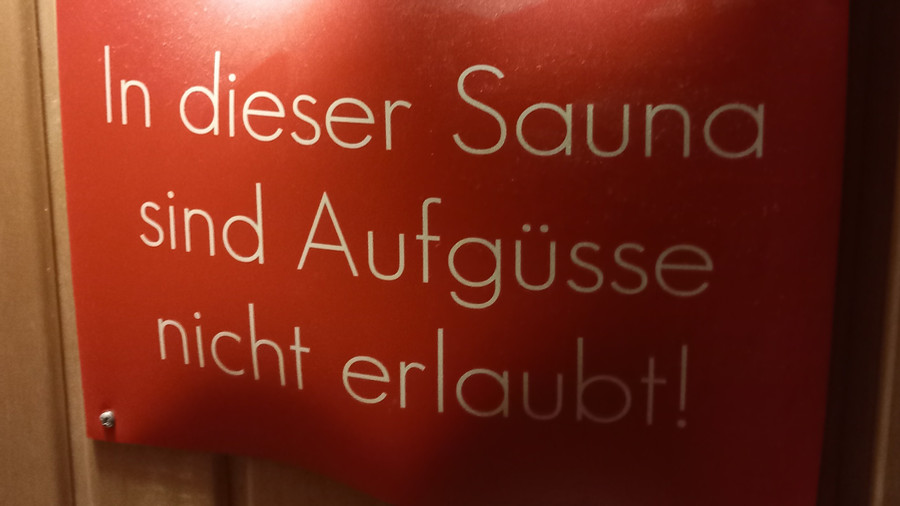 In dieser Sauna
sind Aufgüsse
nicht erlaubt!